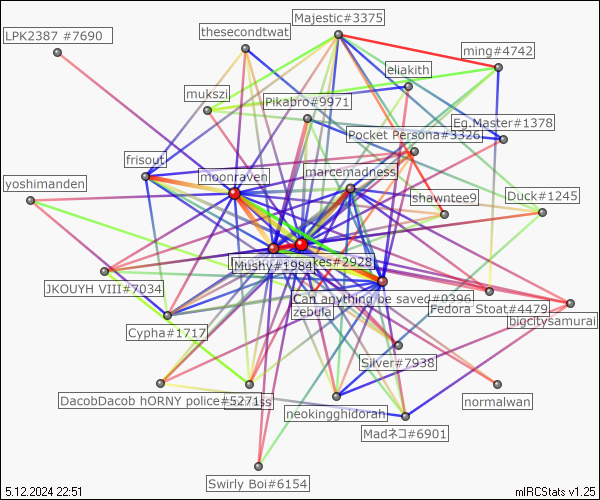 Majestic#3375
thesecondtwat
LPK2387 #7690
ming#4742
eliakith
mukszi
Pikabro#9971
Eg.Master#1378
Pocket Persona#3326
frisout
moonraven
marcemadness
yoshimanden
shawntee9
Duck#1245
kes#2928
Mushy#1984
JKOUYH VIII#7034
Can anything be saved#0396
Fedora Stoat#4479
zebula
bigcitysamurai
Cypha#1717
Silver#7938
DacobDacob hORNY police#5271
normalwan
neokingghidorah
Madネコ#6901
Swirly Boi#6154
5.12.2024 22:51
mIRCStats v1.25